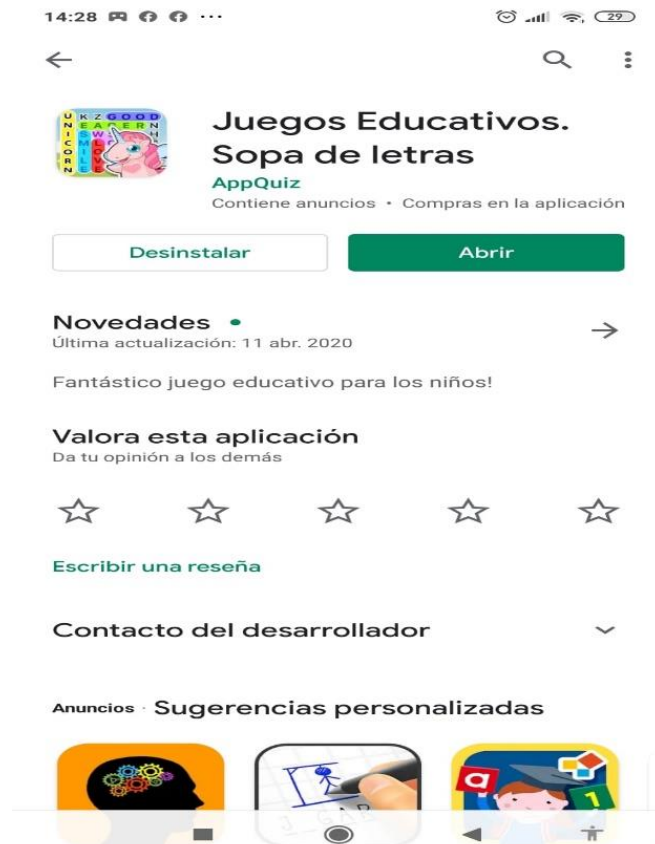 14:28 ...
29
Juegos Educativos.
Sopa de letras
AppQuiz
Contiene anuncios • Compras en la aplicación
Desinstalar
Abrir
Novedades •
Última actualización: 11 abr. 2020
Fantástico juego educativo para los niños!
Valora esta aplicación
Da tu opinión a los demás
Escribir una reseña
Contacto del desarrollador
Anuncios · Sugerencias personalizadas
a
1